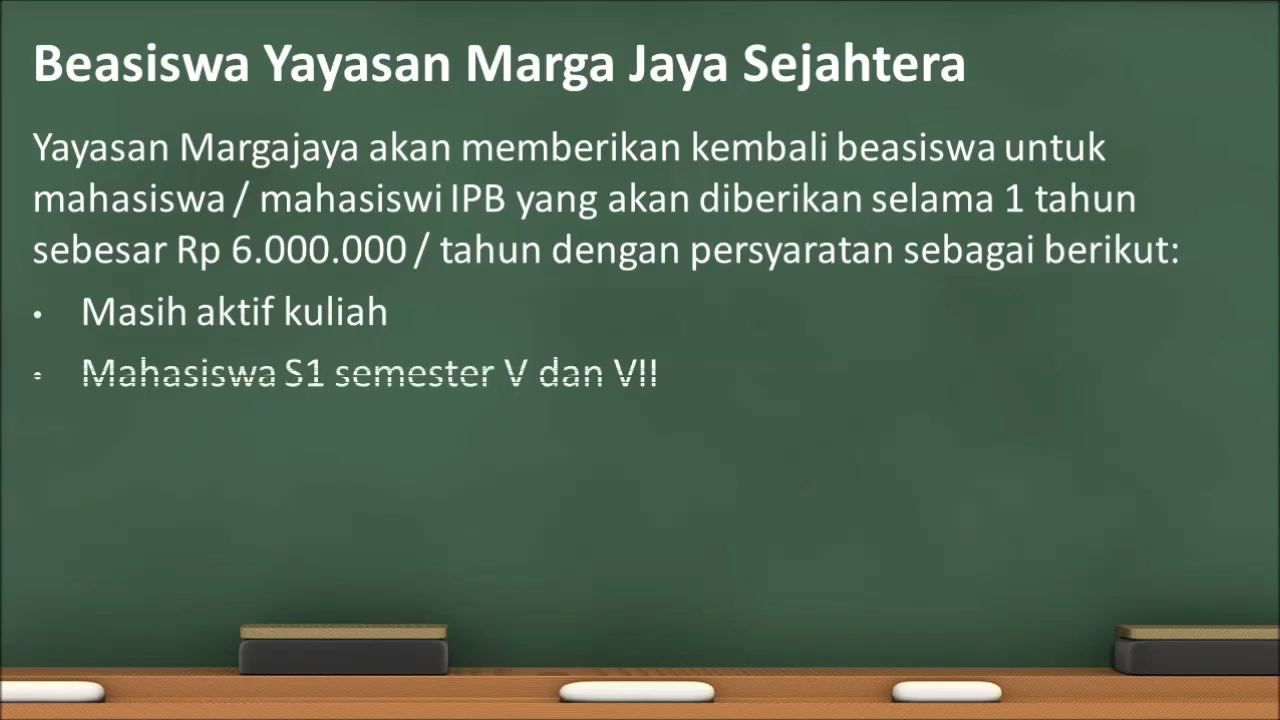 Beasiswa Yayasan Marga Jaya Sejahtera
Yayasan Margajaya akan memberikan kembali beasiswa untuk
mahasiswa / mahasiswi IPB yang akan diberikan selama 1 tahun
sebesar Rp 6.000.000 / tahun dengan persyaratan sebagai berikut:
• Masih aktif kuliah
• Mahasiswa S1 semester V dan VII